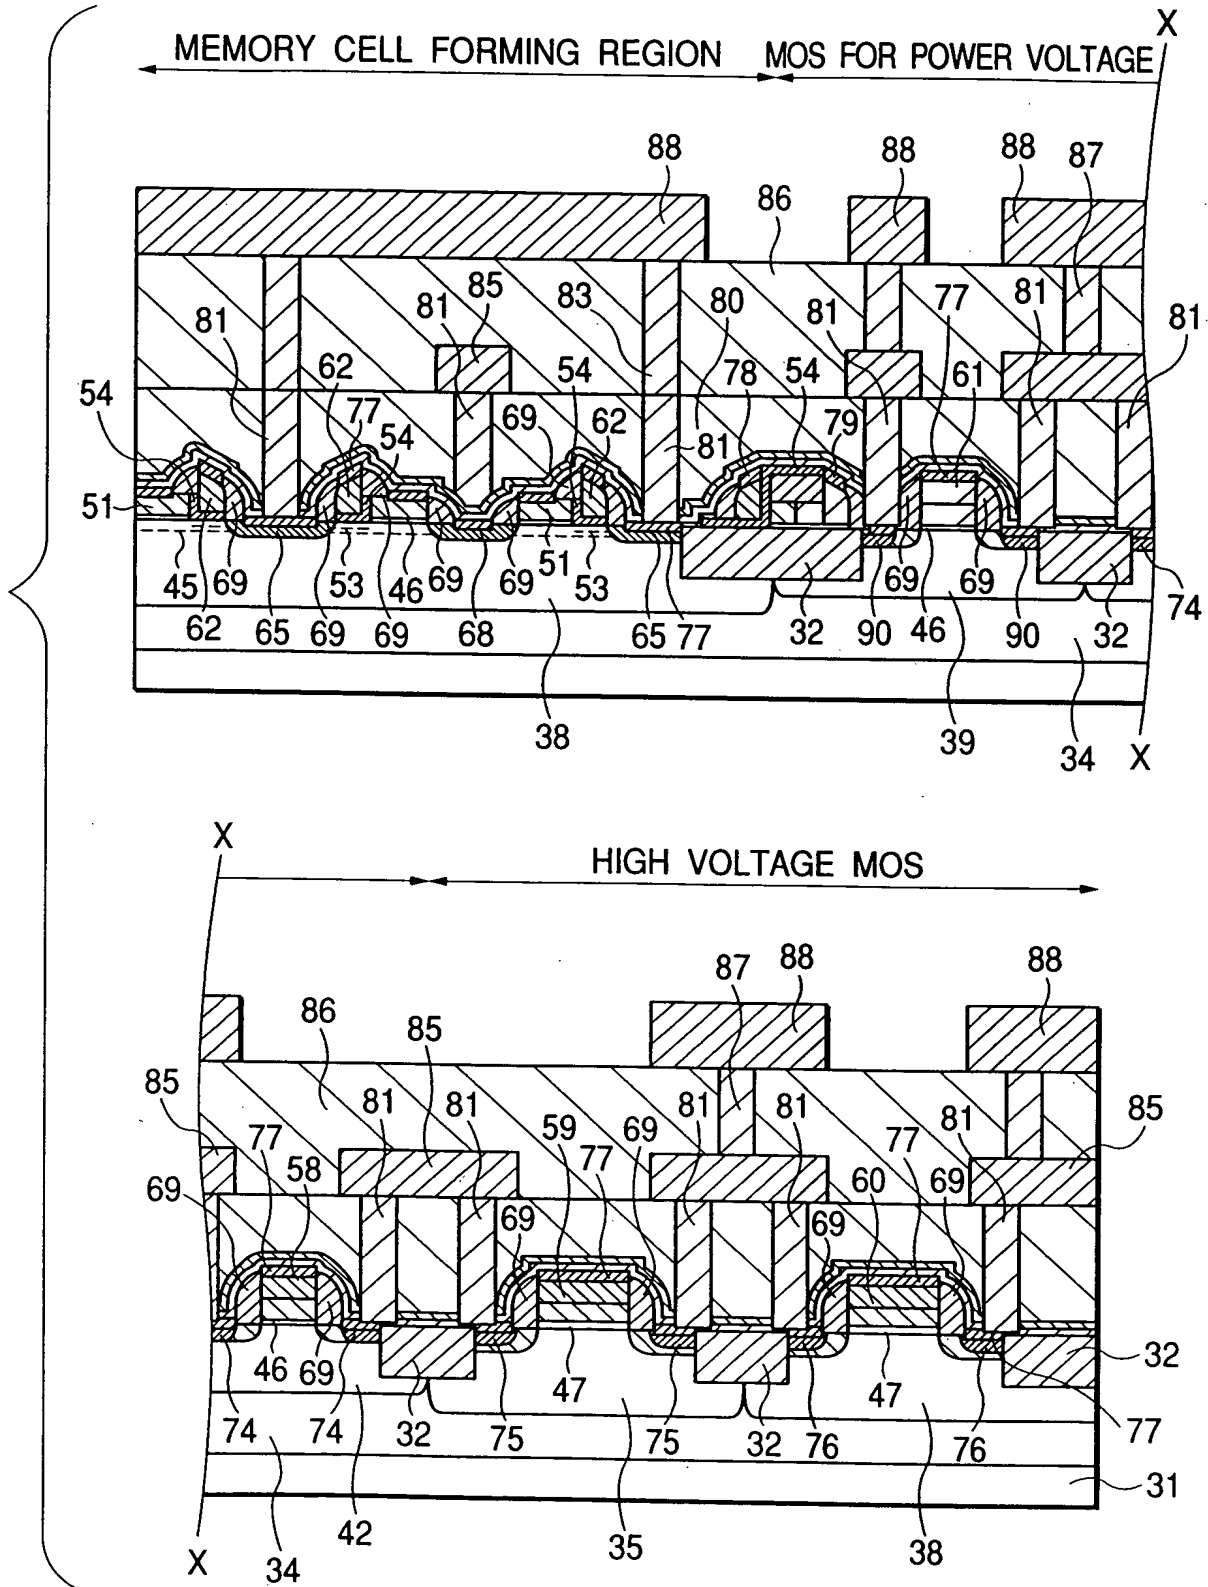 X
MEMORY CELL FORMING REGION MOS FOR POWER VOLTAGE
88 88 88 87
86
81 81 85 83 80 81 77 81 81
54 62 77 54 69 54 62 78 54 79 61
81
51
45 69 53 46 69 69 51 53 32 69 69 74
62 65 69 69 68 65 77 90 46 90 32
38 39 34
X
X
HIGH VOLTAGE MOS
87 88 88
86 85
85 81 81 59 69 81 81 81 85
77 58 77 60 77 69
69 69 69
46 69 47 47 32
74 74 32 75 75 32 76 76 77
31
42 35 38
X 34